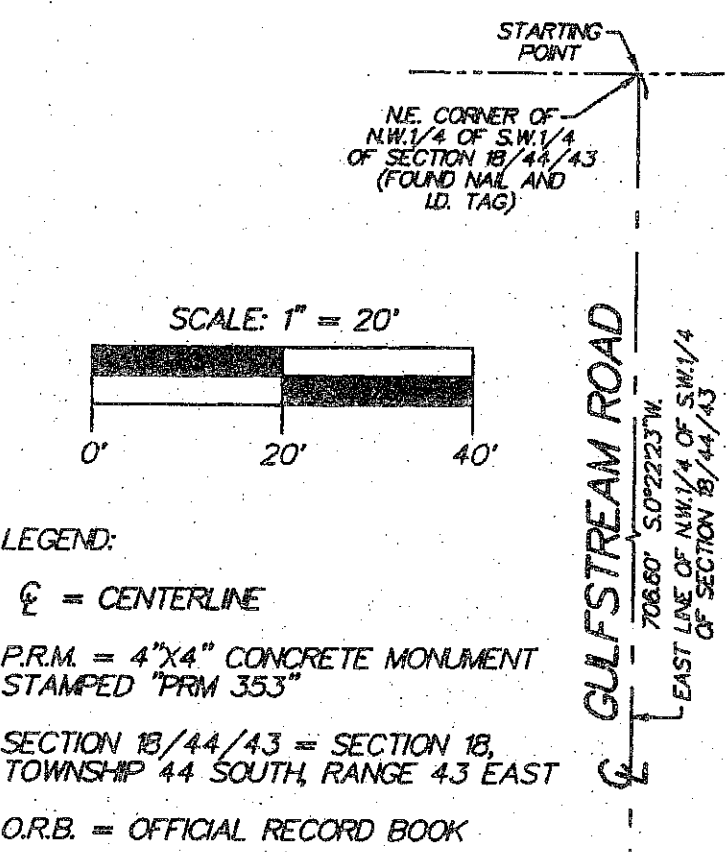 STARTING
POINT
N.E. CORNER OF
N.W.1/4 OF S.W.1/4
OF SECTION 18/44/43
(FOUND NAIL AND
I.D. TAG)
SCALE: 1" = 20'
0' 20' 40'
LEGEND:
℄ = CENTERLINE
P.R.M. = 4"X4" CONCRETE MONUMENT
STAMPED "PRM 353"
SECTION 18/44/43 = SECTION 18,
TOWNSHIP 44 SOUTH, RANGE 43 EAST
O.R.B. = OFFICIAL RECORD BOOK
℄ GULFSTREAM ROAD
706.60' S.0°22'23"W.
EAST LINE OF N.W.1/4 OF S.W.1/4
OF SECTION 18/44/43